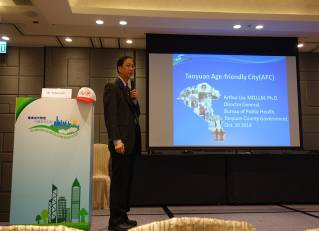 Taoyuan Age-friendly City(AFC)
Arthur Liu, MD,LLM, Ph.D.
Director General,
Bureau of Public Health,
Taoyuan County Government,
Oct. 30 2014